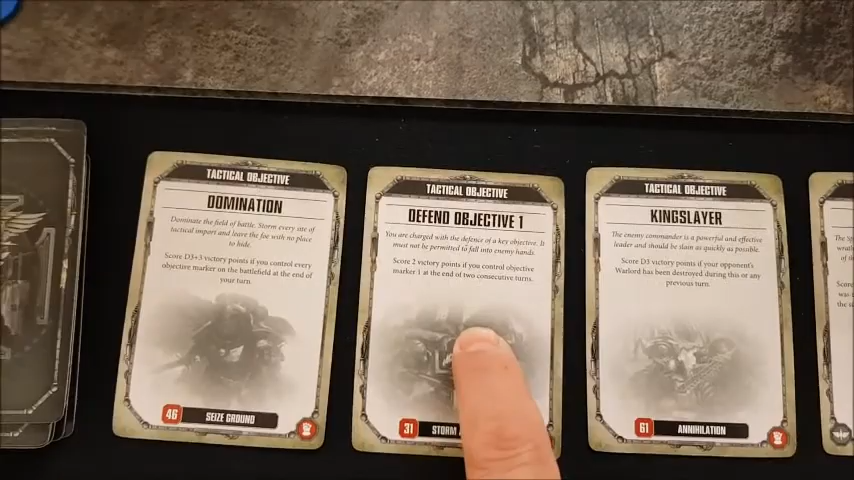 TACTICAL OBJECTIVE
DOMINATION
Dominate the field of battle. Storm every site of
tactical import and leave the foe with no place
to hide.
Score D3+3 victory points if you control every
objective marker on the battlefield at the end of
your turn.
46
SEIZE GROUND
TACTICAL OBJECTIVE
DEFEND OBJECTIVE 1
You are charged with the defence of a key objective. It
must not be permitted to fall into enemy hands.
Score 2 victory points if you control objective
marker 1 at the end of two consecutive turns.
31
STORM
TACTICAL OBJECTIVE
KINGSLAYER
The enemy commander is a powerful and effective
leader and should be slain as quickly as possible.
Score D3 victory points if your opponent's
Warlord has been destroyed during this or any
previous turn.
61
ANNIHILATION